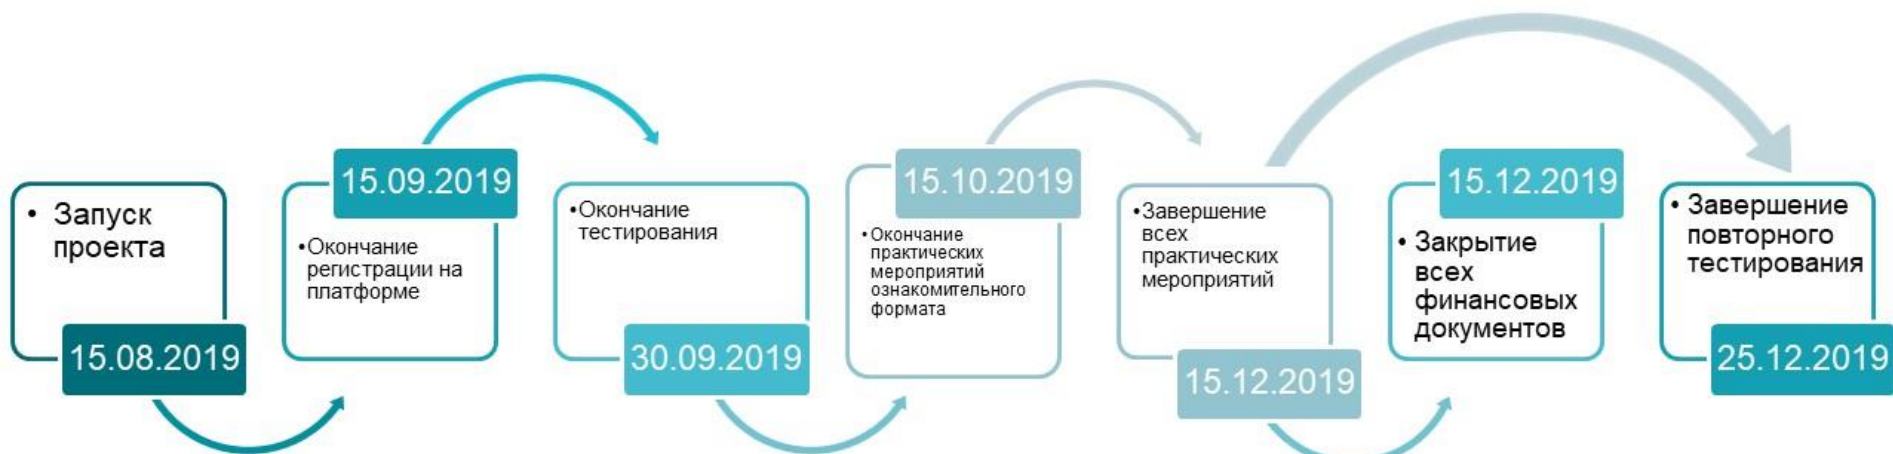 • Запуск
проекта
15.08.2019
15.09.2019
•Окончание
регистрации на
платформе
•Окончание
тестирования
30.09.2019
15.10.2019
•Окончание
практических
мероприятий
ознакомительного
формата
•Завершение
всех
практических
мероприятий
15.12.2019
15.12.2019
• Закрытие
всех
финансовых
документов
• Завершение
повторного
тестирования
25.12.2019